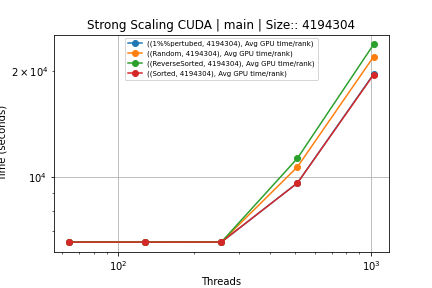 Strong Scaling CUDA | main | Size:: 4194304
((1%%pertubed, 4194304), Avg GPU time/rank)
((Random, 4194304), Avg GPU time/rank)
((ReverseSorted, 4194304), Avg GPU time/rank)
((Sorted, 4194304), Avg GPU time/rank)
2 × 10⁴
10⁴
(seconds)
10² 10³
Threads